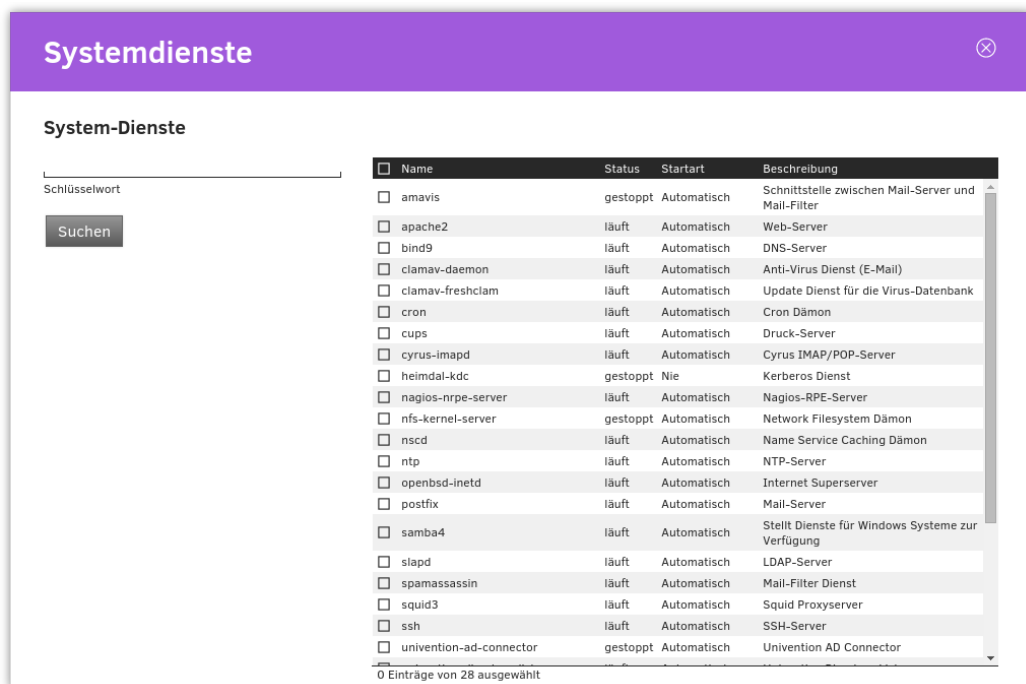 Systemdienste
System-Dienste
Schlüsselwort
Suchen
Name Status Startart Beschreibung
amavis gestoppt Automatisch Schnittstelle zwischen Mail-Server und
Mail-Filter
apache2 läuft Automatisch Web-Server
bind9 läuft Automatisch DNS-Server
clamav-daemon läuft Automatisch Anti-Virus Dienst (E-Mail)
clamav-freshclam läuft Automatisch Update Dienst für die Virus-Datenbank
cron läuft Automatisch Cron Dämon
cups läuft Automatisch Druck-Server
cyrus-imapd läuft Automatisch Cyrus IMAP/POP-Server
heimdal-kdc gestoppt Nie Kerberos Dienst
nagios-nrpe-server läuft Automatisch Nagios-RPE-Server
nfs-kernel-server gestoppt Automatisch Network Filesystem Dämon
nscd läuft Automatisch Name Service Caching Dämon
ntp läuft Automatisch NTP-Server
openbsd-inetd läuft Automatisch Internet Superserver
postfix läuft Automatisch Mail-Server
samba4 läuft Automatisch Stellt Dienste für Windows Systeme zur
Verfügung
slapd läuft Automatisch LDAP-Server
spamassassin läuft Automatisch Mail-Filter Dienst
squid3 läuft Automatisch Squid Proxyserver
ssh läuft Automatisch SSH-Server
univention-ad-connector gestoppt Automatisch Univention AD Connector
0 Einträge von 28 ausgewählt